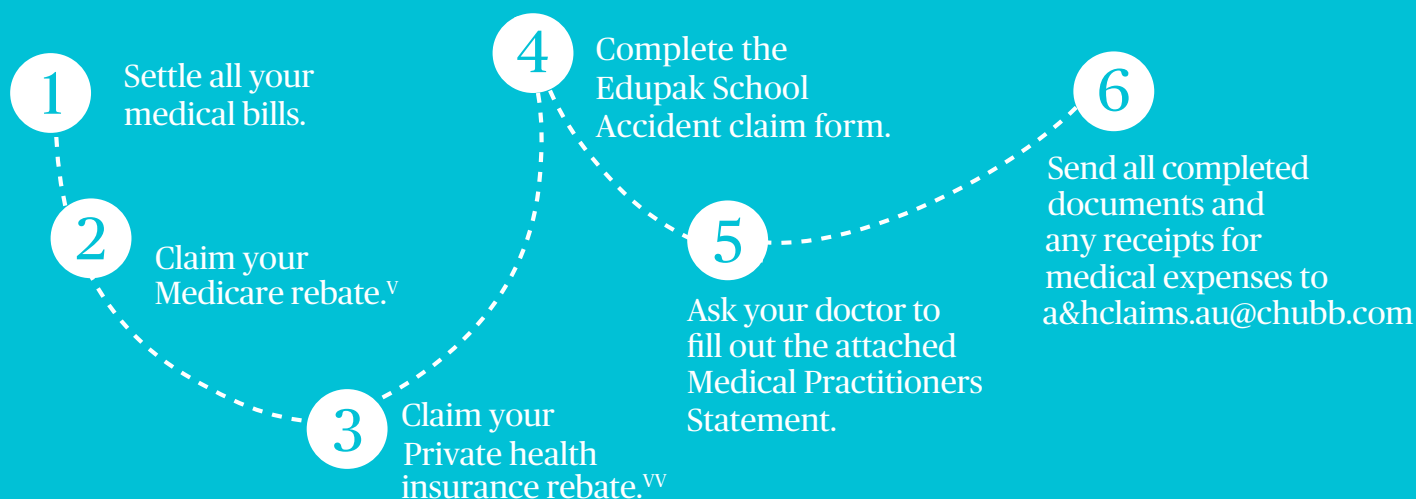 1
Settle all your
medical bills.
2
Claim your
Medicare rebate.V
3
Claim your
Private health
insurance rebate.VV
4
Complete the
Edupak School
Accident claim form.
5
Ask your doctor to
fill out the attached
Medical Practitioners
Statement.
6
Send all completed
documents and
any receipts for
medical expenses to
a&hclaims.au@chubb.com